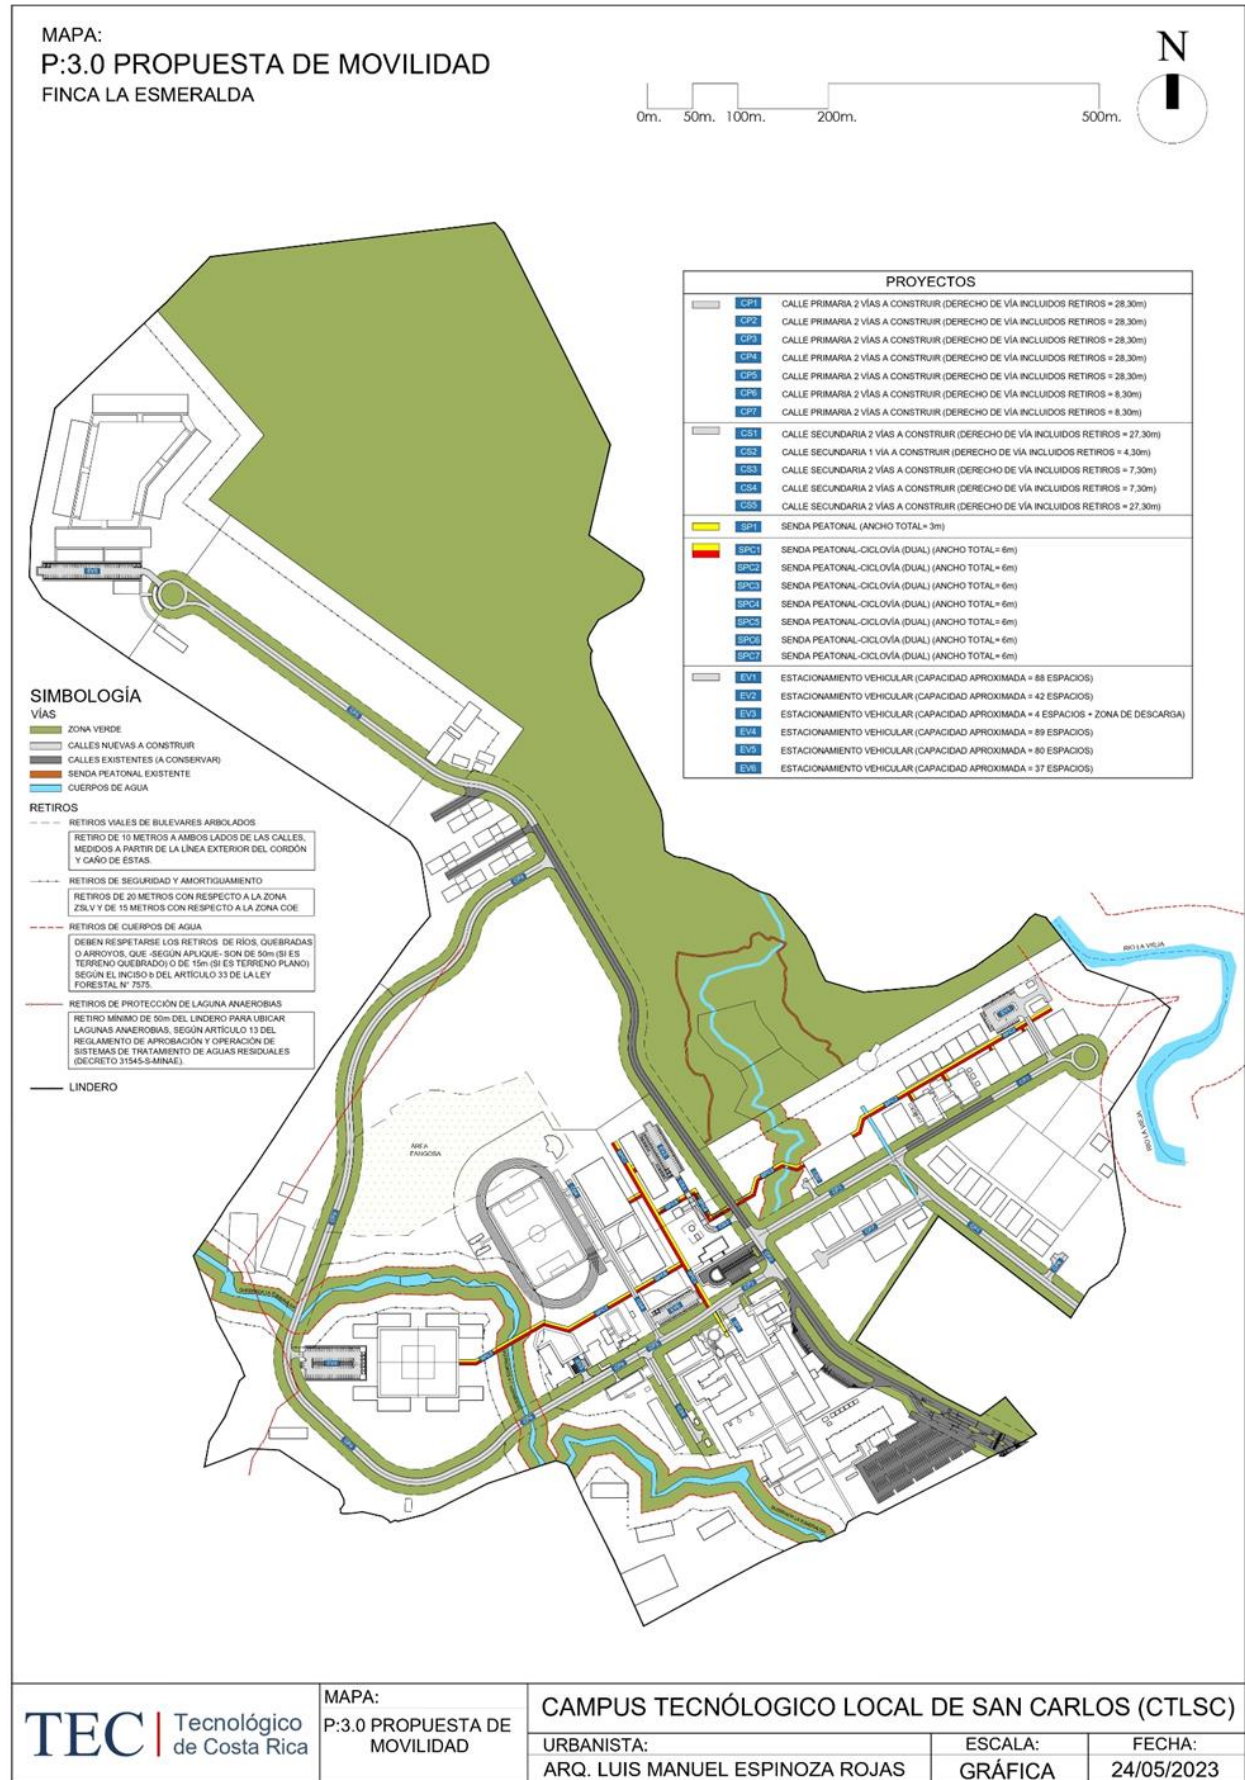 MAPA:
P:3.0 PROPUESTA DE MOVILIDAD
FINCA LA ESMERALDA
0m. 50m. 100m. 200m. 500m.
N
PROYECTOS
CP1 CALLE PRIMARIA 2 VÍAS A CONSTRUIR (DERECHO DE VÍA INCLUIDOS RETIROS = 28,30m)
CP2 CALLE PRIMARIA 2 VÍAS A CONSTRUIR (DERECHO DE VÍA INCLUIDOS RETIROS = 28,30m)
CP3 CALLE PRIMARIA 2 VÍAS A CONSTRUIR (DERECHO DE VÍA INCLUIDOS RETIROS = 28,30m)
CP4 CALLE PRIMARIA 2 VÍAS A CONSTRUIR (DERECHO DE VÍA INCLUIDOS RETIROS = 28,30m)
CP5 CALLE PRIMARIA 2 VÍAS A CONSTRUIR (DERECHO DE VÍA INCLUIDOS RETIROS = 28,30m)
CP6 CALLE PRIMARIA 2 VÍAS A CONSTRUIR (DERECHO DE VÍA INCLUIDOS RETIROS = 8,30m)
CP7 CALLE PRIMARIA 2 VÍAS A CONSTRUIR (DERECHO DE VÍA INCLUIDOS RETIROS = 8,30m)
CS1 CALLE SECUNDARIA 2 VÍAS A CONSTRUIR (DERECHO DE VÍA INCLUIDOS RETIROS = 27,30m)
CS2 CALLE SECUNDARIA 1 VÍA A CONSTRUIR (DERECHO DE VÍA INCLUIDOS RETIROS = 4,30m)
CS3 CALLE SECUNDARIA 2 VÍAS A CONSTRUIR (DERECHO DE VÍA INCLUIDOS RETIROS = 7,30m)
CS4 CALLE SECUNDARIA 2 VÍAS A CONSTRUIR (DERECHO DE VÍA INCLUIDOS RETIROS = 7,30m)
CS5 CALLE SECUNDARIA 2 VÍAS A CONSTRUIR (DERECHO DE VÍA INCLUIDOS RETIROS = 27,30m)
SP1 SENDA PEATONAL (ANCHO TOTAL= 3m)
SPC1 SENDA PEATONAL-CICLOVÍA (DUAL) (ANCHO TOTAL= 6m)
SPC2 SENDA PEATONAL-CICLOVÍA (DUAL) (ANCHO TOTAL= 6m)
SPC3 SENDA PEATONAL-CICLOVÍA (DUAL) (ANCHO TOTAL= 6m)
SPC4 SENDA PEATONAL-CICLOVÍA (DUAL) (ANCHO TOTAL= 6m)
SPC5 SENDA PEATONAL-CICLOVÍA (DUAL) (ANCHO TOTAL= 6m)
SPC6 SENDA PEATONAL-CICLOVÍA (DUAL) (ANCHO TOTAL= 6m)
SPC7 SENDA PEATONAL-CICLOVÍA (DUAL) (ANCHO TOTAL= 6m)
EV1 ESTACIONAMIENTO VEHICULAR (CAPACIDAD APROXIMADA = 88 ESPACIOS)
EV2 ESTACIONAMIENTO VEHICULAR (CAPACIDAD APROXIMADA = 42 ESPACIOS)
EV3 ESTACIONAMIENTO VEHICULAR (CAPACIDAD APROXIMADA = 4 ESPACIOS + ZONA DE DESCARGA)
EV4 ESTACIONAMIENTO VEHICULAR (CAPACIDAD APROXIMADA = 89 ESPACIOS)
EV5 ESTACIONAMIENTO VEHICULAR (CAPACIDAD APROXIMADA = 80 ESPACIOS)
EV6 ESTACIONAMIENTO VEHICULAR (CAPACIDAD APROXIMADA = 37 ESPACIOS)
SIMBOLOGÍA
VÍAS
ZONA VERDE
CALLES NUEVAS A CONSTRUIR
CALLES EXISTENTES (A CONSERVAR)
SENDA PEATONAL EXISTENTE
CUERPOS DE AGUA
RETIROS
RETIROS VIALES DE BULEVARES ARBOLADOS
RETIRO DE 10 METROS A AMBOS LADOS DE LAS CALLES,
MEDIDOS A PARTIR DE LA LÍNEA EXTERIOR DEL CORDÓN
Y CAÑO DE ÉSTAS.
RETIROS DE SEGURIDAD Y AMORTIGUAMIENTO
RETIROS DE 20 METROS CON RESPECTO A LA ZONA
ZSLV Y DE 15 METROS CON RESPECTO A LA ZONA COE
RETIROS DE CUERPOS DE AGUA
DEBEN RESPETARSE LOS RETIROS DE RÍOS, QUEBRADAS
O ARROYOS, QUE -SEGÚN APLIQUE- SON DE 50m (SI ES
TERRENO QUEBRADO) O DE 15m (SI ES TERRENO PLANO)
SEGÚN EL INCISO b DEL ARTÍCULO 33 DE LA LEY
FORESTAL N° 7575.
RETIROS DE PROTECCIÓN DE LAGUNA ANAEROBIAS
RETIRO MÍNIMO DE 50m DEL LINDERO PARA UBICAR
LAGUNAS ANAEROBIAS, SEGÚN ARTÍCULO 13 DEL
REGLAMENTO DE APROBACIÓN Y OPERACIÓN DE
SISTEMAS DE TRATAMIENTO DE AGUAS RESIDUALES
(DECRETO 31545-S-MINAE).
LINDERO
RIO LA VIEJA
RIO LA VIEJA
ÁREA
FANGOSA
TEC | Tecnológico
de Costa Rica
MAPA:
P:3.0 PROPUESTA DE
MOVILIDAD
CAMPUS TECNÓLOGICO LOCAL DE SAN CARLOS (CTLSC)
URBANISTA:
ARQ. LUIS MANUEL ESPINOZA ROJAS
ESCALA:
GRÁFICA
FECHA:
24/05/2023